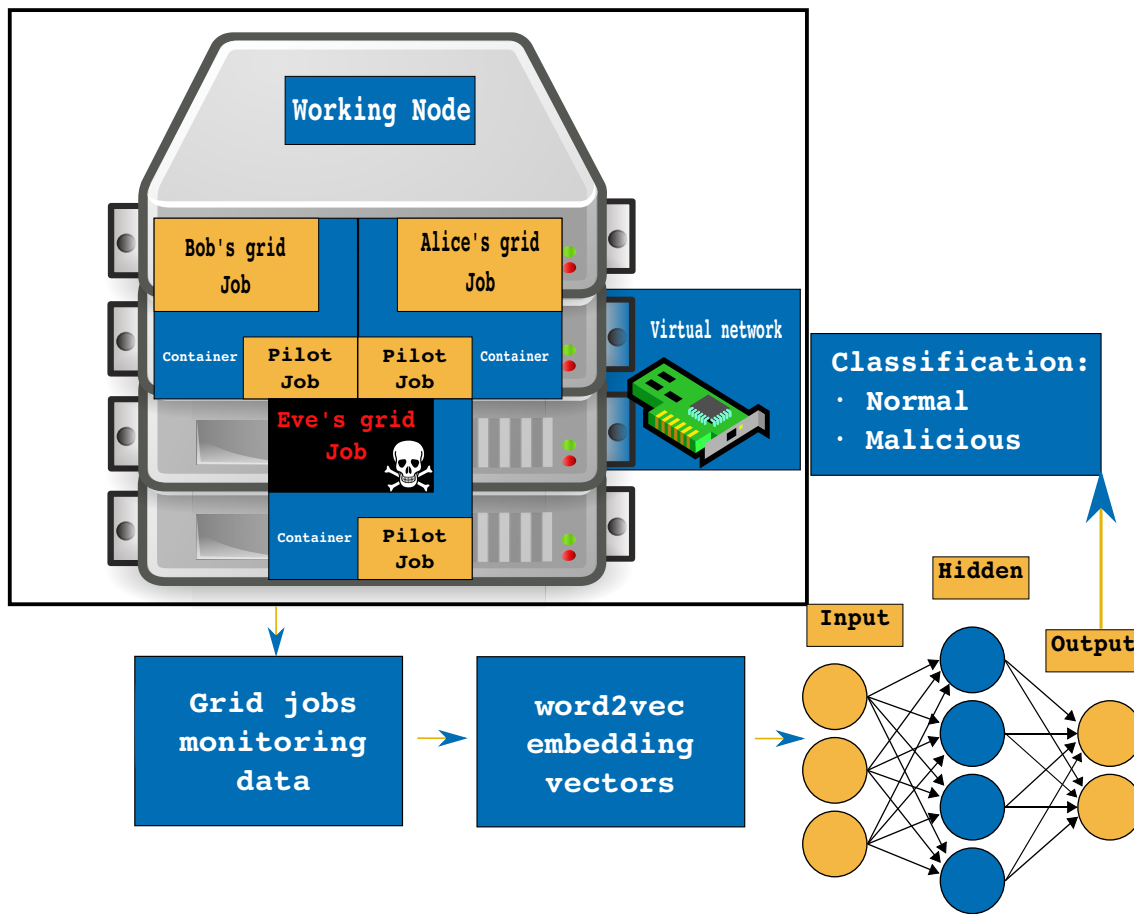 Working Node
Bob's grid
Job
Alice's grid
Job
Container
Pilot
Job
Pilot
Job
Container
Virtual network
Eve's grid
Job
Container
Pilot
Job
Classification:
· Normal
· Malicious
Grid jobs
monitoring
data
word2vec
embedding
vectors
Input
Hidden
Output